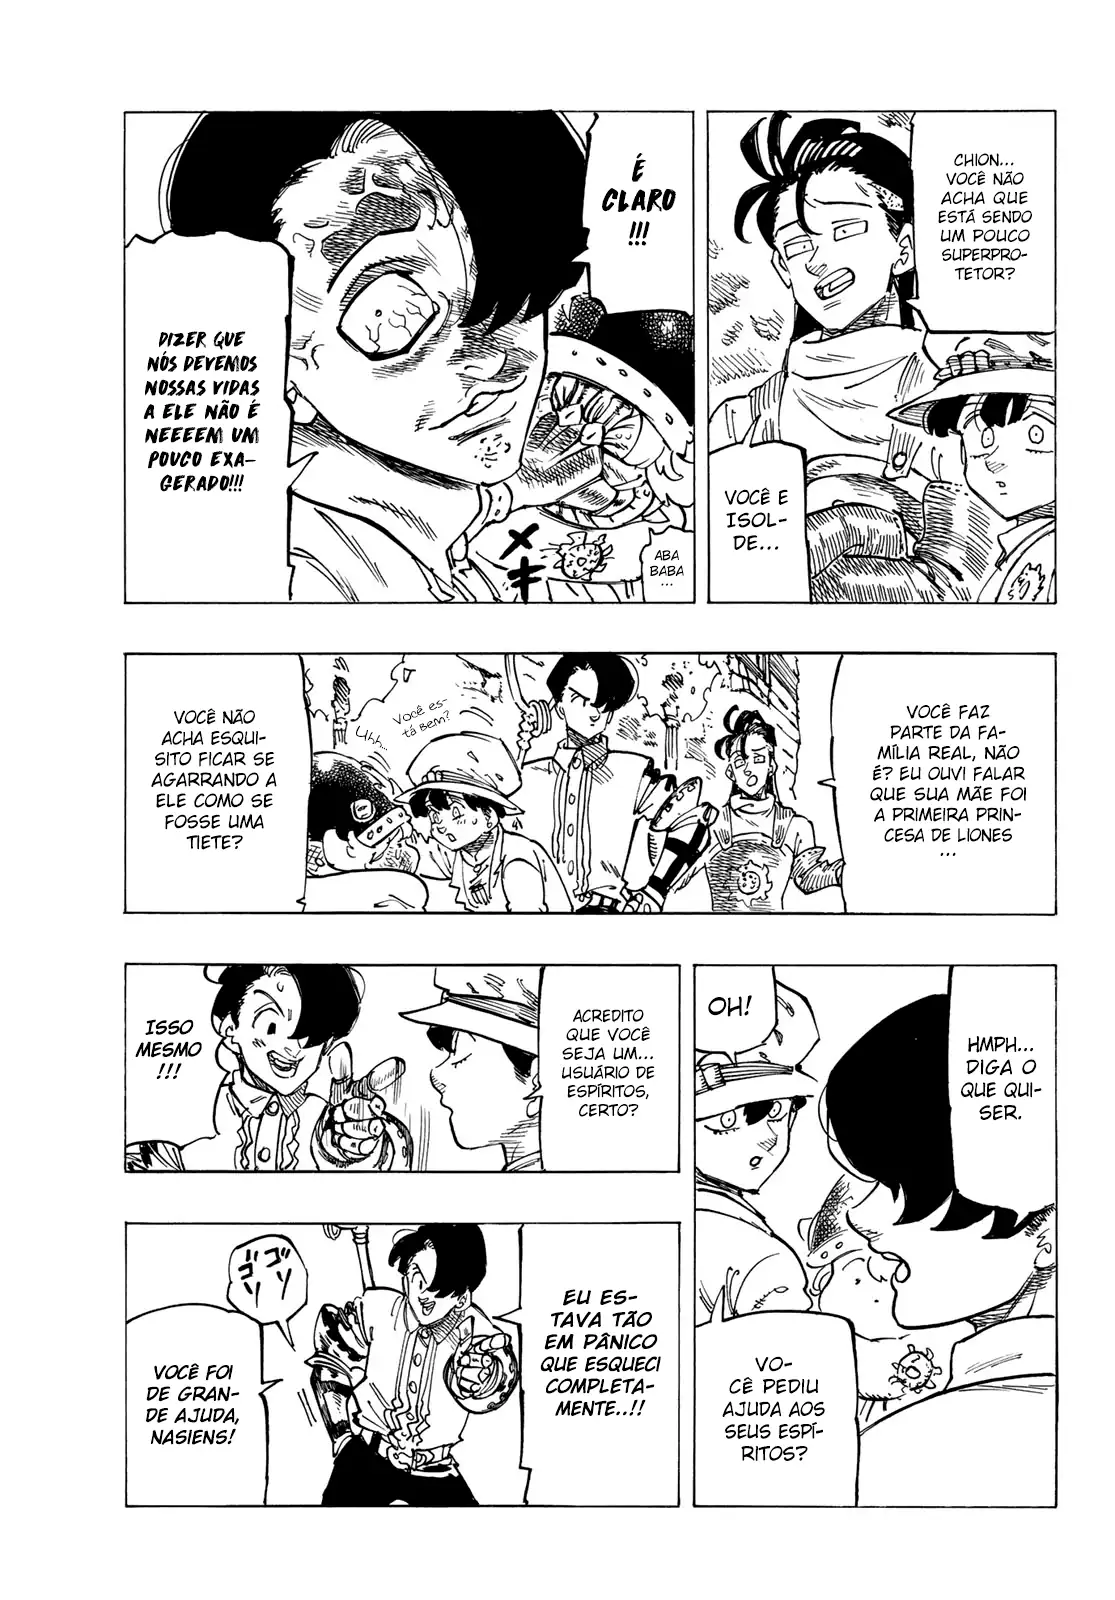 CHION...
VOCÊ NÃO
ACHA QUE
ESTÁ SENDO
UM POUCO
SUPERPRO-
TETOR?
VOCÊ E
ISOL-
DE...
É
CLARO
!!!
ABA
BABA
...
DIZER QUE
NÓS DEVEMOS
NOSSAS VIDAS
A ELE NÃO É
NEEEEM UM
POUCO EXA-
GERADO!!!
VOCÊ FAZ
PARTE DA FA-
MÍLIA REAL, NÃO
É? EU OUVI FALAR
QUE SUA MÃE FOI
A PRIMEIRA PRIN-
CESA DE LIONES
...
VOCÊ ES-
TÁ BEM?
Uhh...
VOCÊ NÃO
ACHA ESQUI-
SITO FICAR SE
AGARRANDO A
ELE COMO SE
FOSSE UMA
TIETE?
HMPH...
DIGA O
QUE QUI-
SER.
OH!
VO-
CÊ PEDIU
AJUDA AOS
SEUS ESPÍ-
RITOS?
ACREDITO
QUE VOCÊ
SEJA UM...
USUÁRIO DE
ESPÍRITOS,
CERTO?
ISSO
MESMO
!!!
EU ES-
TAVA TÃO
EM PÂNICO
QUE ESQUECI
COMPLETA-
MENTE..!!
ゴソ
ゴソ
VOCÊ FOI
DE GRAN-
DE AJUDA,
NASIENS!